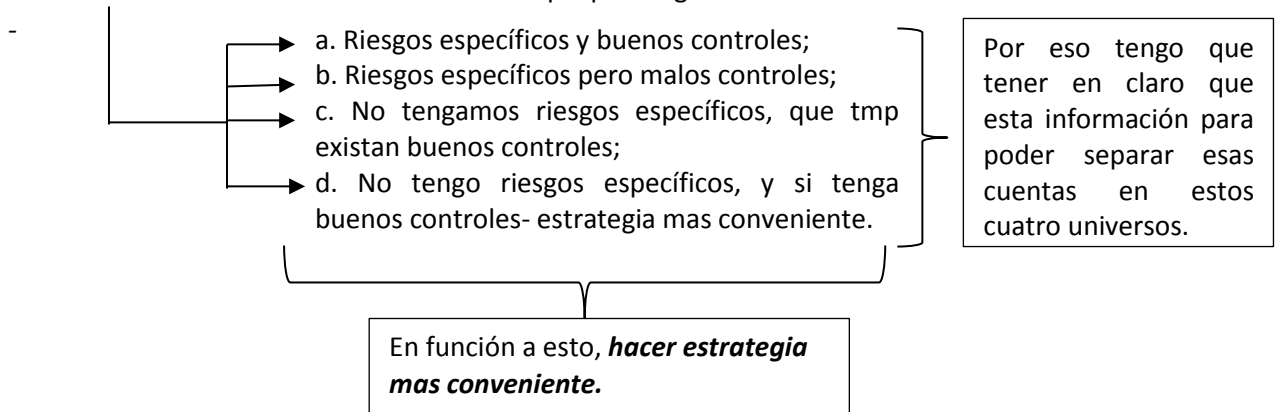 -
a. Riesgos específicos y buenos controles;
b. Riesgos específicos pero malos controles;
c. No tengamos riesgos específicos, que tmp
existan buenos controles;
d. No tengo riesgos específicos, y si tenga
buenos controles- estrategia mas conveniente.
Por eso tengo que
tener en claro que
esta información para
poder separar esas
cuentas en estos
cuatro universos.
En función a esto, hacer estrategia
mas conveniente.